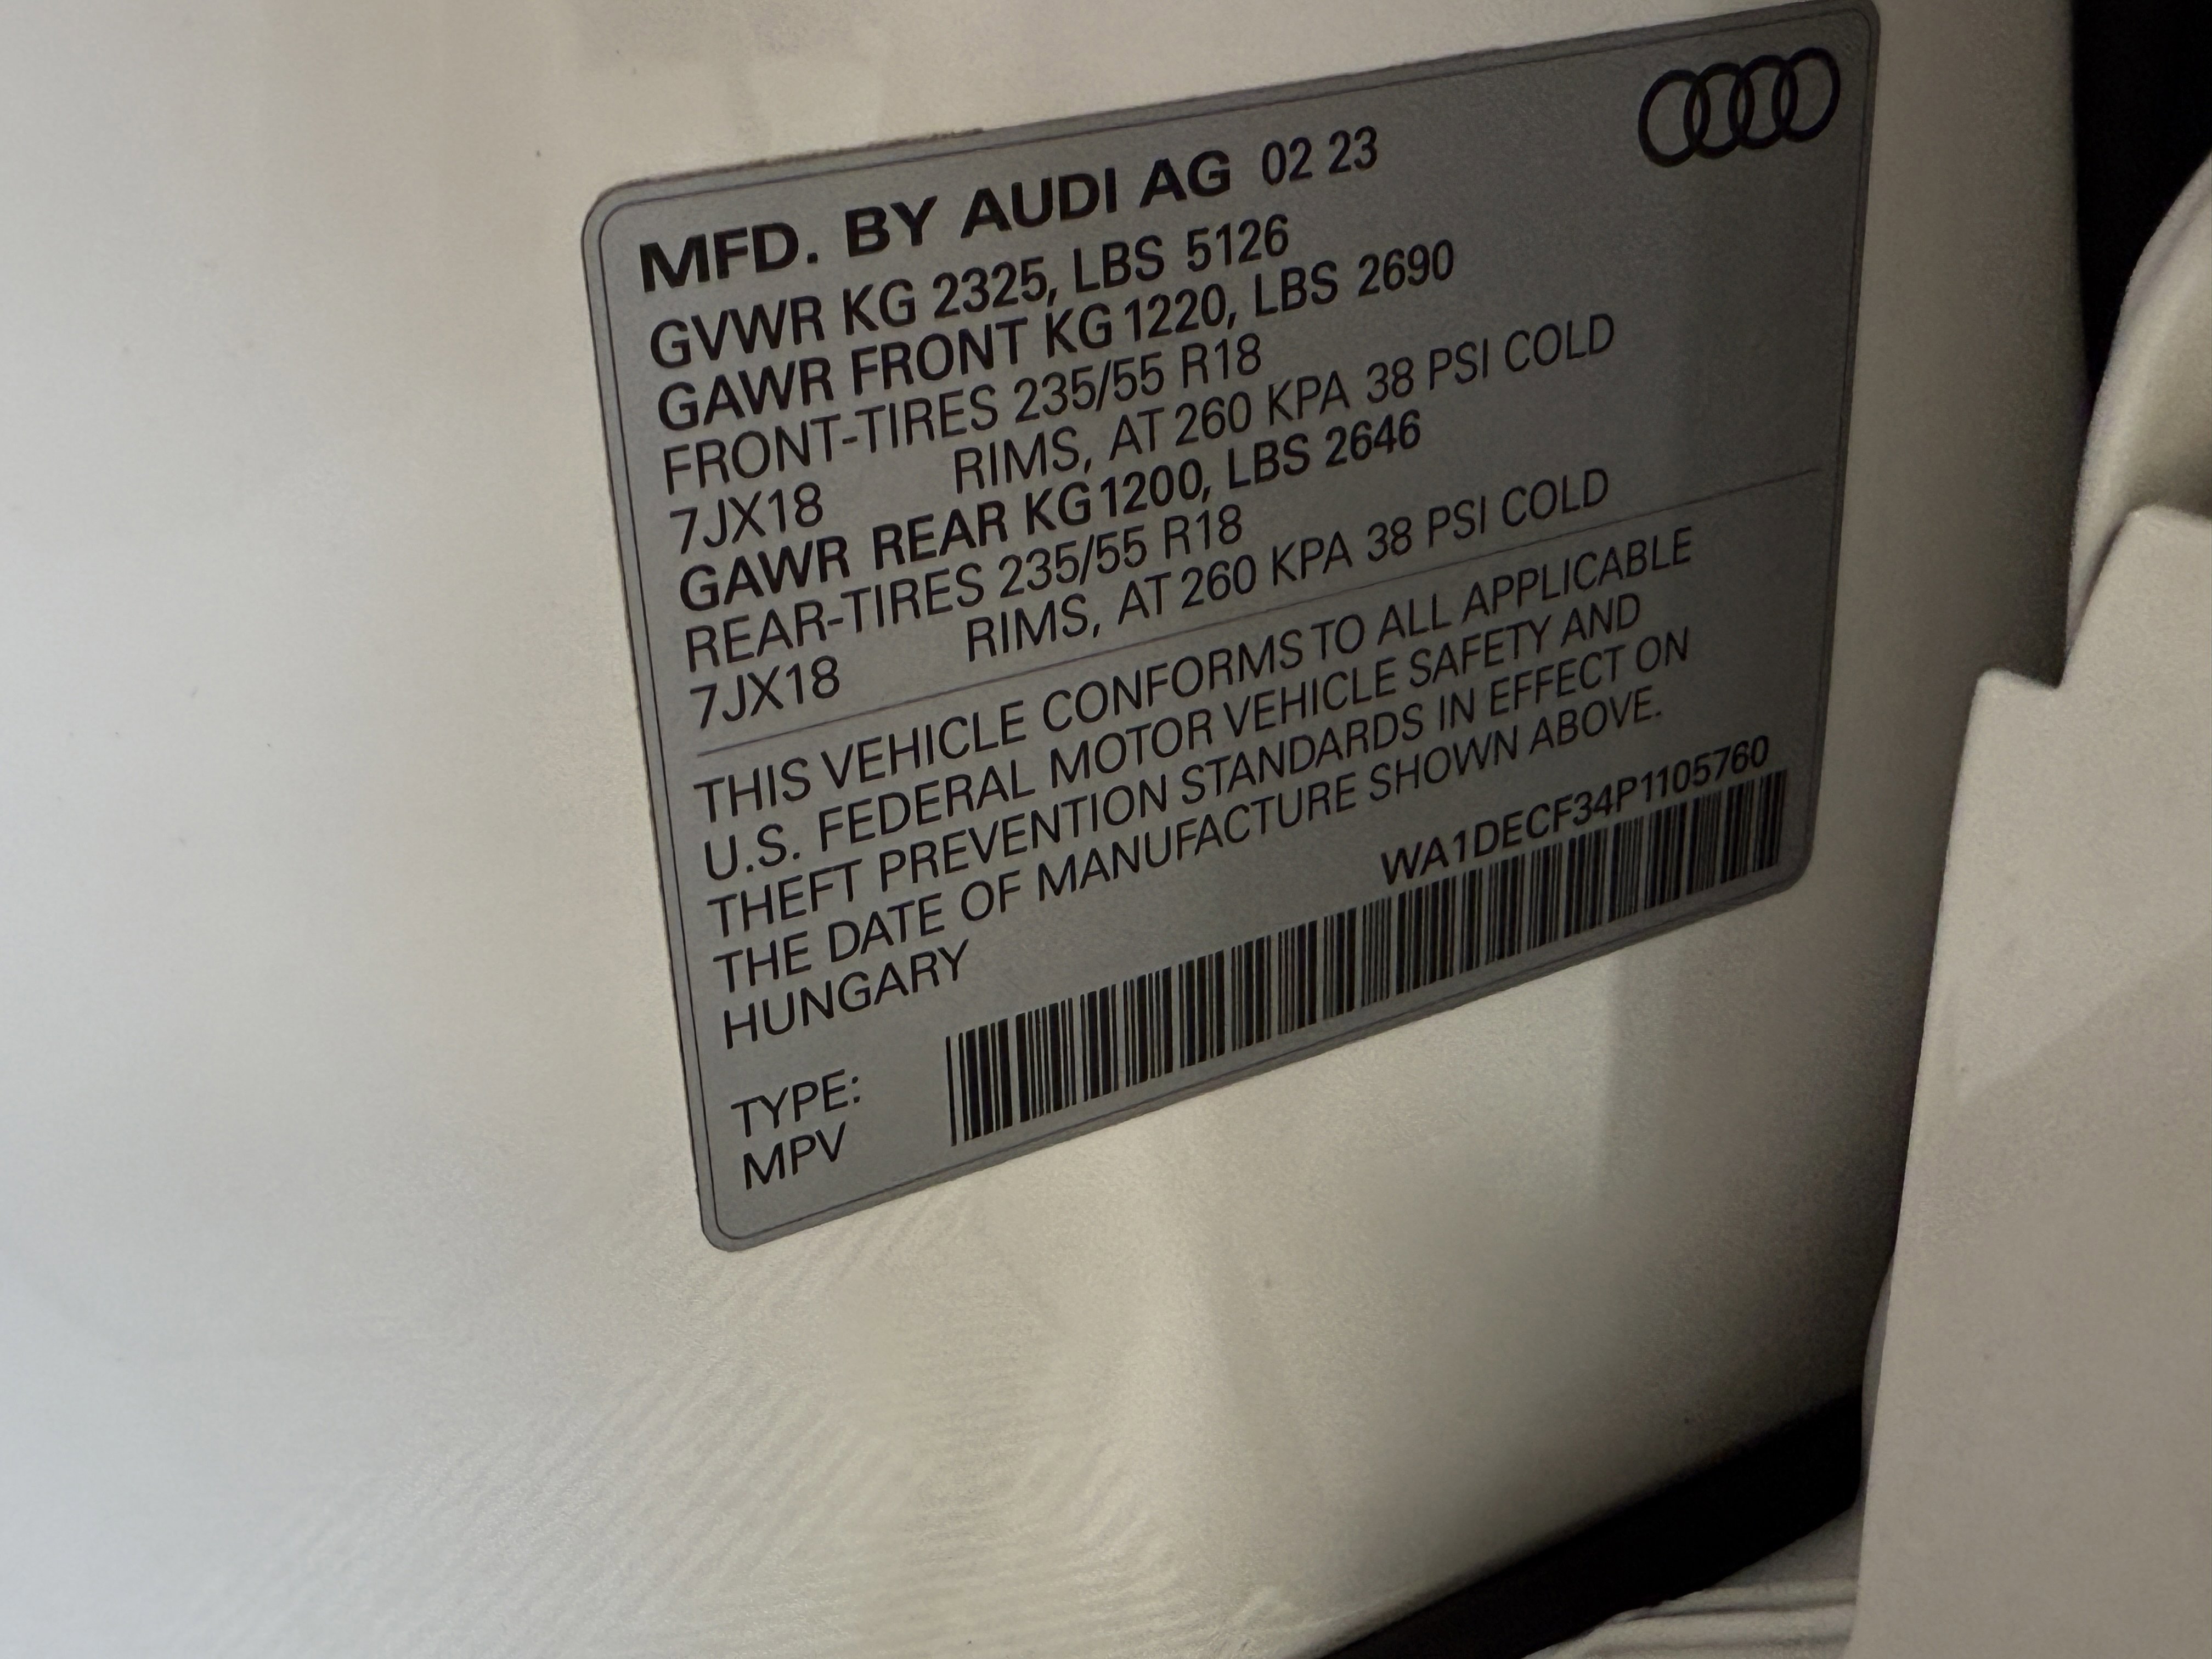 MFD. BY AUDI AG 02 23
GVWR KG 2325, LBS 5126
GAWR FRONT KG 1220, LBS 2690
FRONT-TIRES 235/55 R18
7JX18 RIMS, AT 260 KPA 38 PSI COLD
GAWR REAR KG 1200, LBS 2646
REAR-TIRES 235/55 R18
7JX18 RIMS, AT 260 KPA 38 PSI COLD
THIS VEHICLE CONFORMS TO ALL APPLICABLE
U.S. FEDERAL MOTOR VEHICLE SAFETY AND
THEFT PREVENTION STANDARDS IN EFFECT ON
THE DATE OF MANUFACTURE SHOWN ABOVE.
HUNGARY WA1DECF34P1105760
TYPE:
MPV